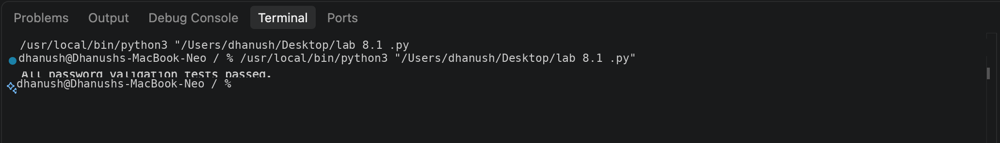 Problems Output Debug Console Terminal Ports
/usr/local/bin/python3 "/Users/dhanush/Desktop/lab 8.1 .py
dhanush@Dhanushs-MacBook-Neo / % /usr/local/bin/python3 "/Users/dhanush/Desktop/lab 8.1 .py"
All password validation tests passed.
dhanush@Dhanushs-MacBook-Neo / %